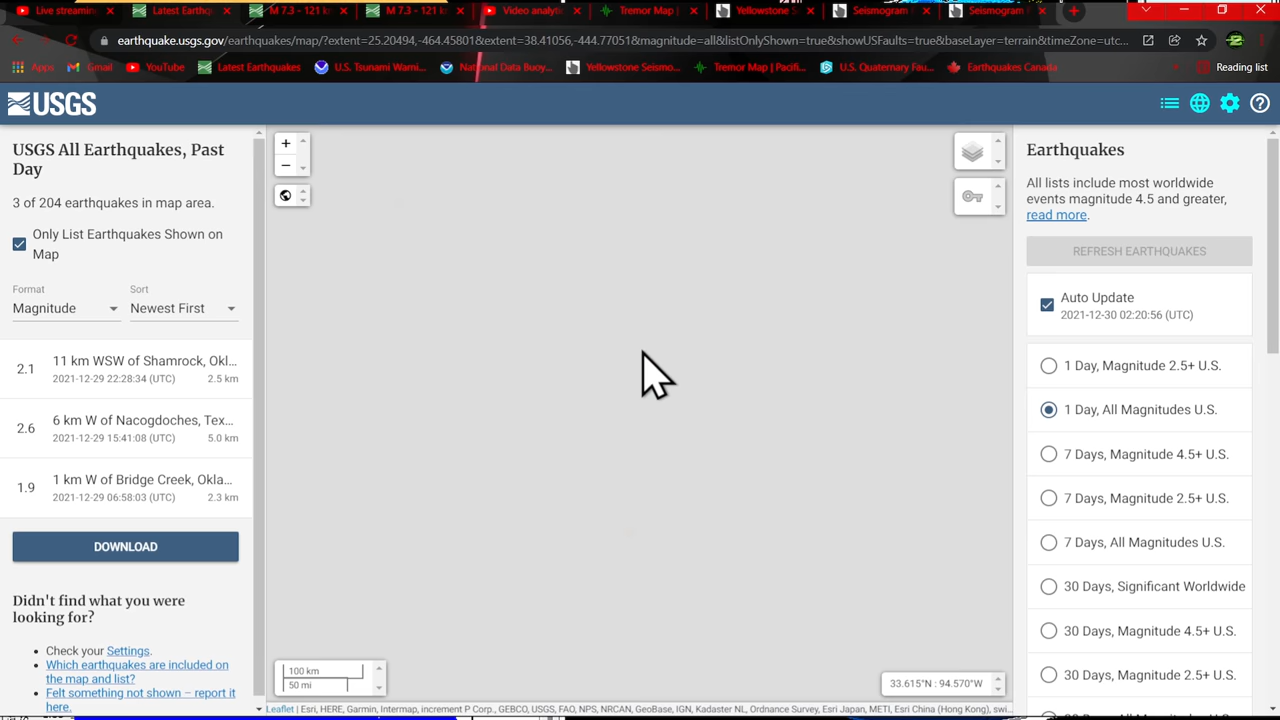 Live streamin
Latest Earthq
M 7.3 - 121 k
M 7.3 - 121 k
Video analyti
Tremor Map |
Yellowstone S
Seismogram
Seismogram
earthquake.usgs.gov/earthquakes/map/?extent=25.20494,-464.45801&extent=38.41056,-444.77051&magnitude=all&listOnlyShown=true&showUSFaults=true&baseLayer=terrain&timeZone=utc...
Apps
Gmail
YouTube
Latest Earthquakes
U.S. Tsunami Warni...
National Data Buoy...
Yellowstone Seismo...
Tremor Map | Pacifi...
U.S. Quaternary Fau...
Earthquakes Canada
Reading list
USGS
USGS All Earthquakes, Past
Day
3 of 204 earthquakes in map area.
Only List Earthquakes Shown on
Map
Format
Sort
Magnitude
Newest First
2.1
11 km WSW of Shamrock, Okl...
2021-12-29 22:28:34 (UTC)
2.5 km
2.6
6 km W of Nacogdoches, Tex...
2021-12-29 15:41:08 (UTC)
5.0 km
1.9
1 km W of Bridge Creek, Okla...
2021-12-29 06:58:03 (UTC)
2.3 km
DOWNLOAD
Didn't find what you were
looking for?
• Check your Settings.
• Which earthquakes are included on
the map and list?
• Felt something not shown – report it
here.
+
−
100 km
50 mi
33.615°N : 94.570°W
Leaflet | Esri, HERE, Garmin, Intermap, increment P Corp., GEBCO, USGS, FAO, NPS, NRCAN, GeoBase, IGN, Kadaster NL, Ordnance Survey, Esri Japan, METI, Esri China (Hong Kong), swi...
Earthquakes
All lists include most worldwide
events magnitude 4.5 and greater,
read more.
REFRESH EARTHQUAKES
Auto Update
2021-12-30 02:20:56 (UTC)
1 Day, Magnitude 2.5+ U.S.
1 Day, All Magnitudes U.S.
7 Days, Magnitude 4.5+ U.S.
7 Days, Magnitude 2.5+ U.S.
7 Days, All Magnitudes U.S.
30 Days, Significant Worldwide
30 Days, Magnitude 4.5+ U.S.
30 Days, Magnitude 2.5+ U.S.